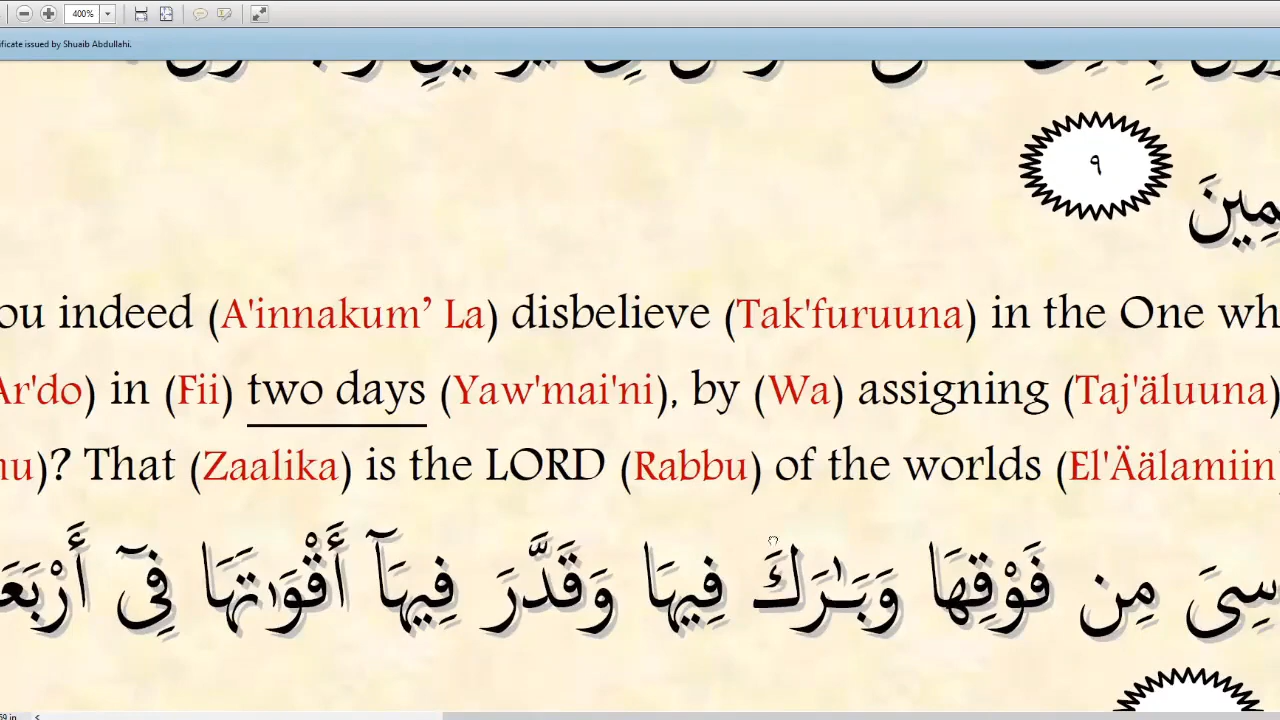 400%
ficate issued by Shuaib Abdullahi.
٩
مِينَ
ou indeed (A'innakum’ La) disbelieve (Tak'furuuna) in the One wh
Ar'do) in (Fii) two days (Yaw'mai'ni), by (Wa) assigning (Taj'äluuna)
nu)? That (Zaalika) is the LORD (Rabbu) of the worlds (El'Äälamiin
سِىَ مِن فَوْقِهَا وَبَـٰرَكَ فِيهَا وَقَدَّرَ فِيهَآ أَقْوَٰتَهَا فِىٓ أَرْبَعَ